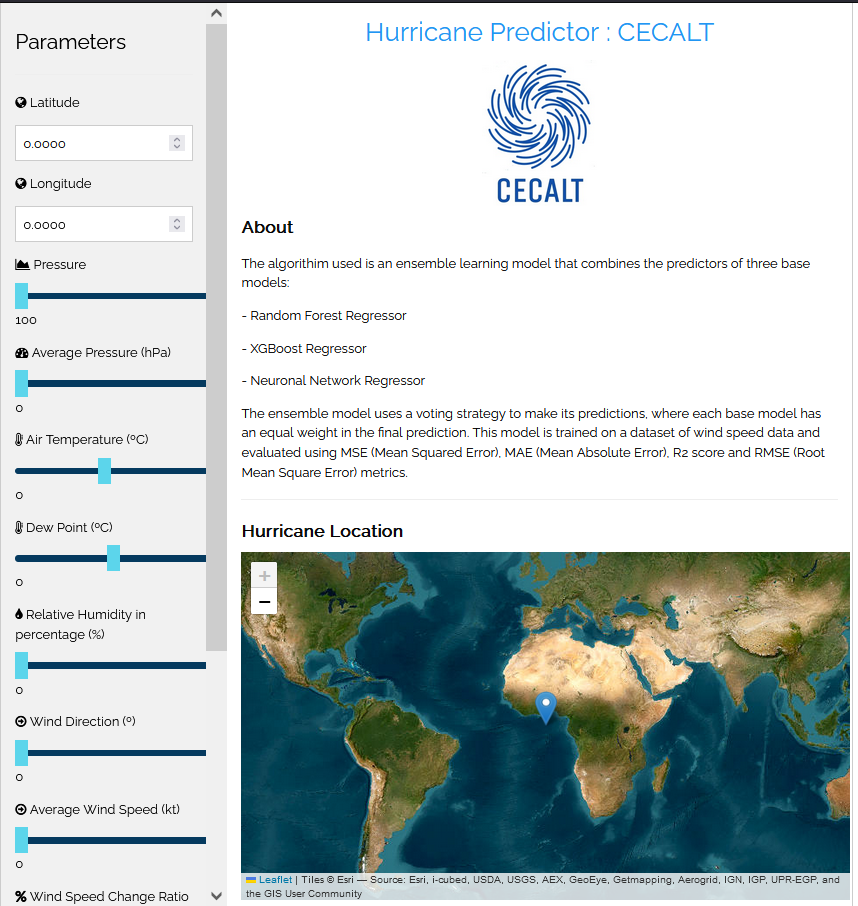 Parameters
Latitude
0.0000
Longitude
0.0000
Pressure
100
Average Pressure (hPa)
0
Air Temperature (ºC)
0
Dew Point (ºC)
0
Relative Humidity in
percentage (%)
0
Wind Direction (º)
0
Average Wind Speed (kt)
0
Wind Speed Change Ratio
Hurricane Predictor : CECALT
CECALT
About
The algorithim used is an ensemble learning model that combines the predictors of three base
models:
- Random Forest Regressor
- XGBoost Regressor
- Neuronal Network Regressor
The ensemble model uses a voting strategy to make its predictions, where each base model has
an equal weight in the final prediction. This model is trained on a dataset of wind speed data and
evaluated using MSE (Mean Squared Error), MAE (Mean Absolute Error), R2 score and RMSE (Root
Mean Square Error) metrics.
Hurricane Location
+
−
Leaflet | Tiles © Esri — Source: Esri, i-cubed, USDA, USGS, AEX, GeoEye, Getmapping, Aerogrid, IGN, IGP, UPR-EGP, and
the GIS User Community